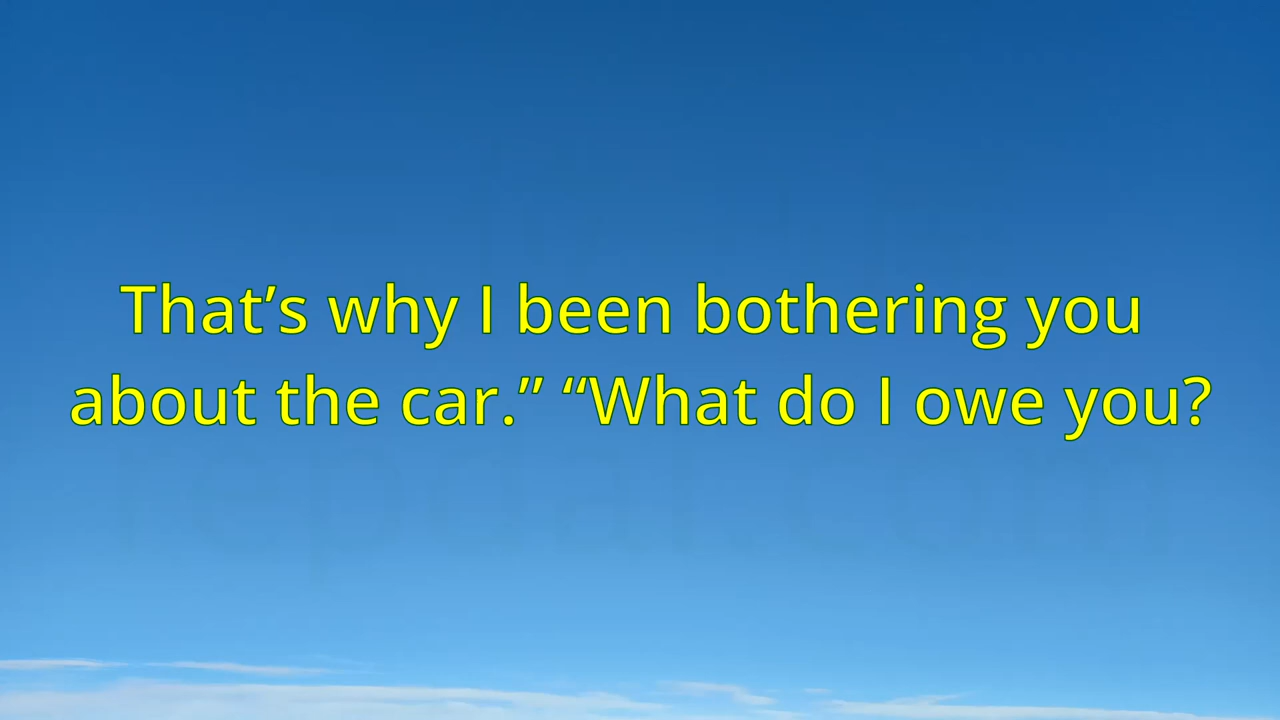 That’s why I been bothering you
about the car.” “What do I owe you?